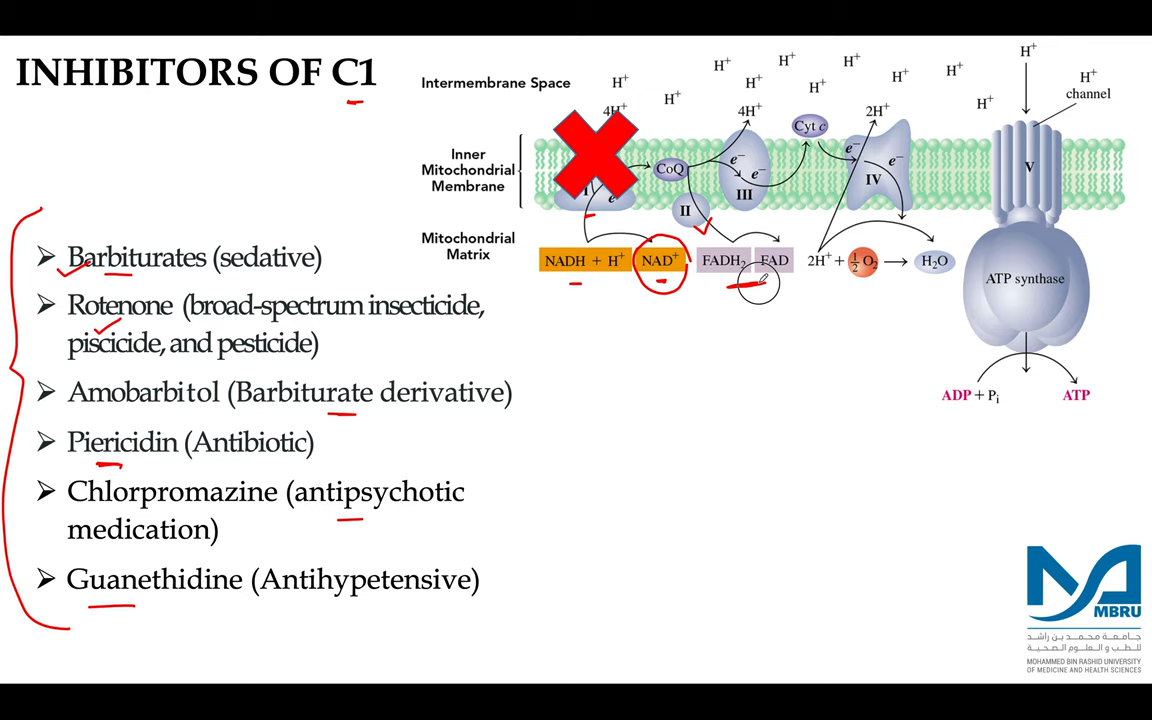 INHIBITORS OF C1
➢ Barbiturates (sedative)
➢ Rotenone (broad-spectrum insecticide,
piscicide, and pesticide)
➢ Amobarbitol (Barbiturate derivative)
➢ Piericidin (Antibiotic)
➢ Chlorpromazine (antipsychotic
medication)
➢ Guanethidine (Antihypetensive)
Intermembrane Space
H⁺ H⁺ H⁺ H⁺ H⁺ H⁺ H⁺ H⁺ H⁺ H⁺ H⁺
H⁺
channel
4H⁺ 4H⁺ 2H⁺
Cyt c
Inner
Mitochondrial
Membrane
CoQ e⁻ e⁻ e⁻ e⁻
I e II III IV V
Mitochondrial
Matrix
NADH + H⁺ NAD⁺ FADH₂ FAD 2H⁺ + ½ O₂ → H₂O
ATP synthase
ADP + Pi ATP
MBRU
جامعة محمد بن راشد
للطب و العلوم الصحية
MOHAMMED BIN RASHID UNIVERSITY
OF MEDICINE AND HEALTH SCIENCES